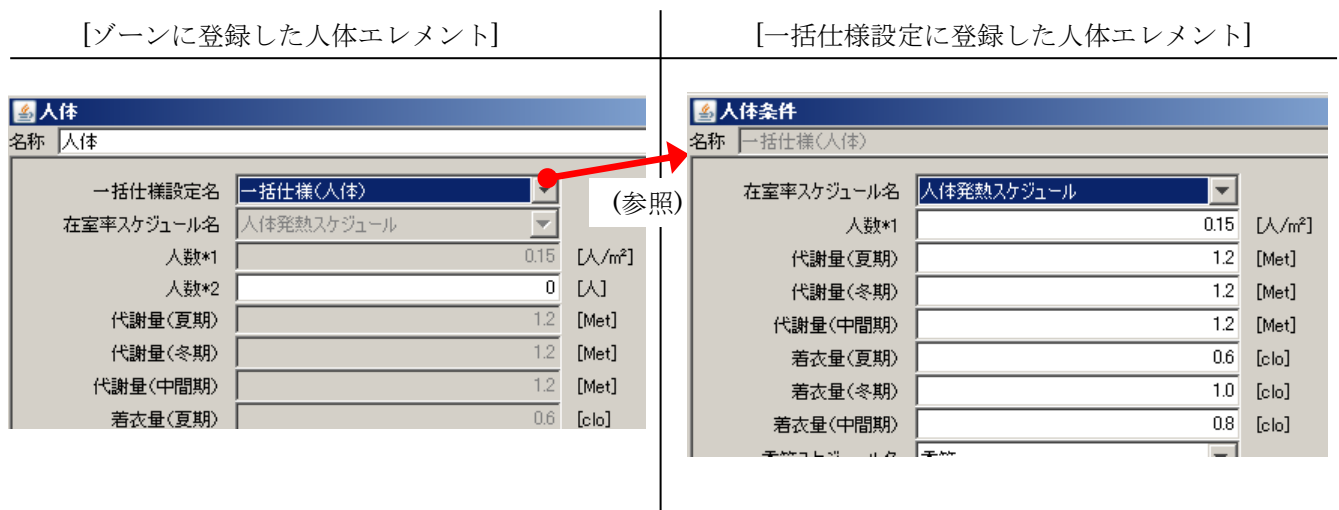 [ゾーンに登録した人体エレメント]
人体
名称 人体
一括仕様設定名 一括仕様(人体)
在室率スケジュール名 人体発熱スケジュール
人数*1 0.15 [人/m²]
人数*2 0 [人]
代謝量(夏期) 1.2 [Met]
代謝量(冬期) 1.2 [Met]
代謝量(中間期) 1.2 [Met]
着衣量(夏期) 0.6 [clo]
(参照)
[一括仕様設定に登録した人体エレメント]
人体条件
名称 一括仕様(人体)
在室率スケジュール名 人体発熱スケジュール
人数*1 0.15 [人/m²]
代謝量(夏期) 1.2 [Met]
代謝量(冬期) 1.2 [Met]
代謝量(中間期) 1.2 [Met]
着衣量(夏期) 0.6 [clo]
着衣量(冬期) 1.0 [clo]
着衣量(中間期) 0.8 [clo]